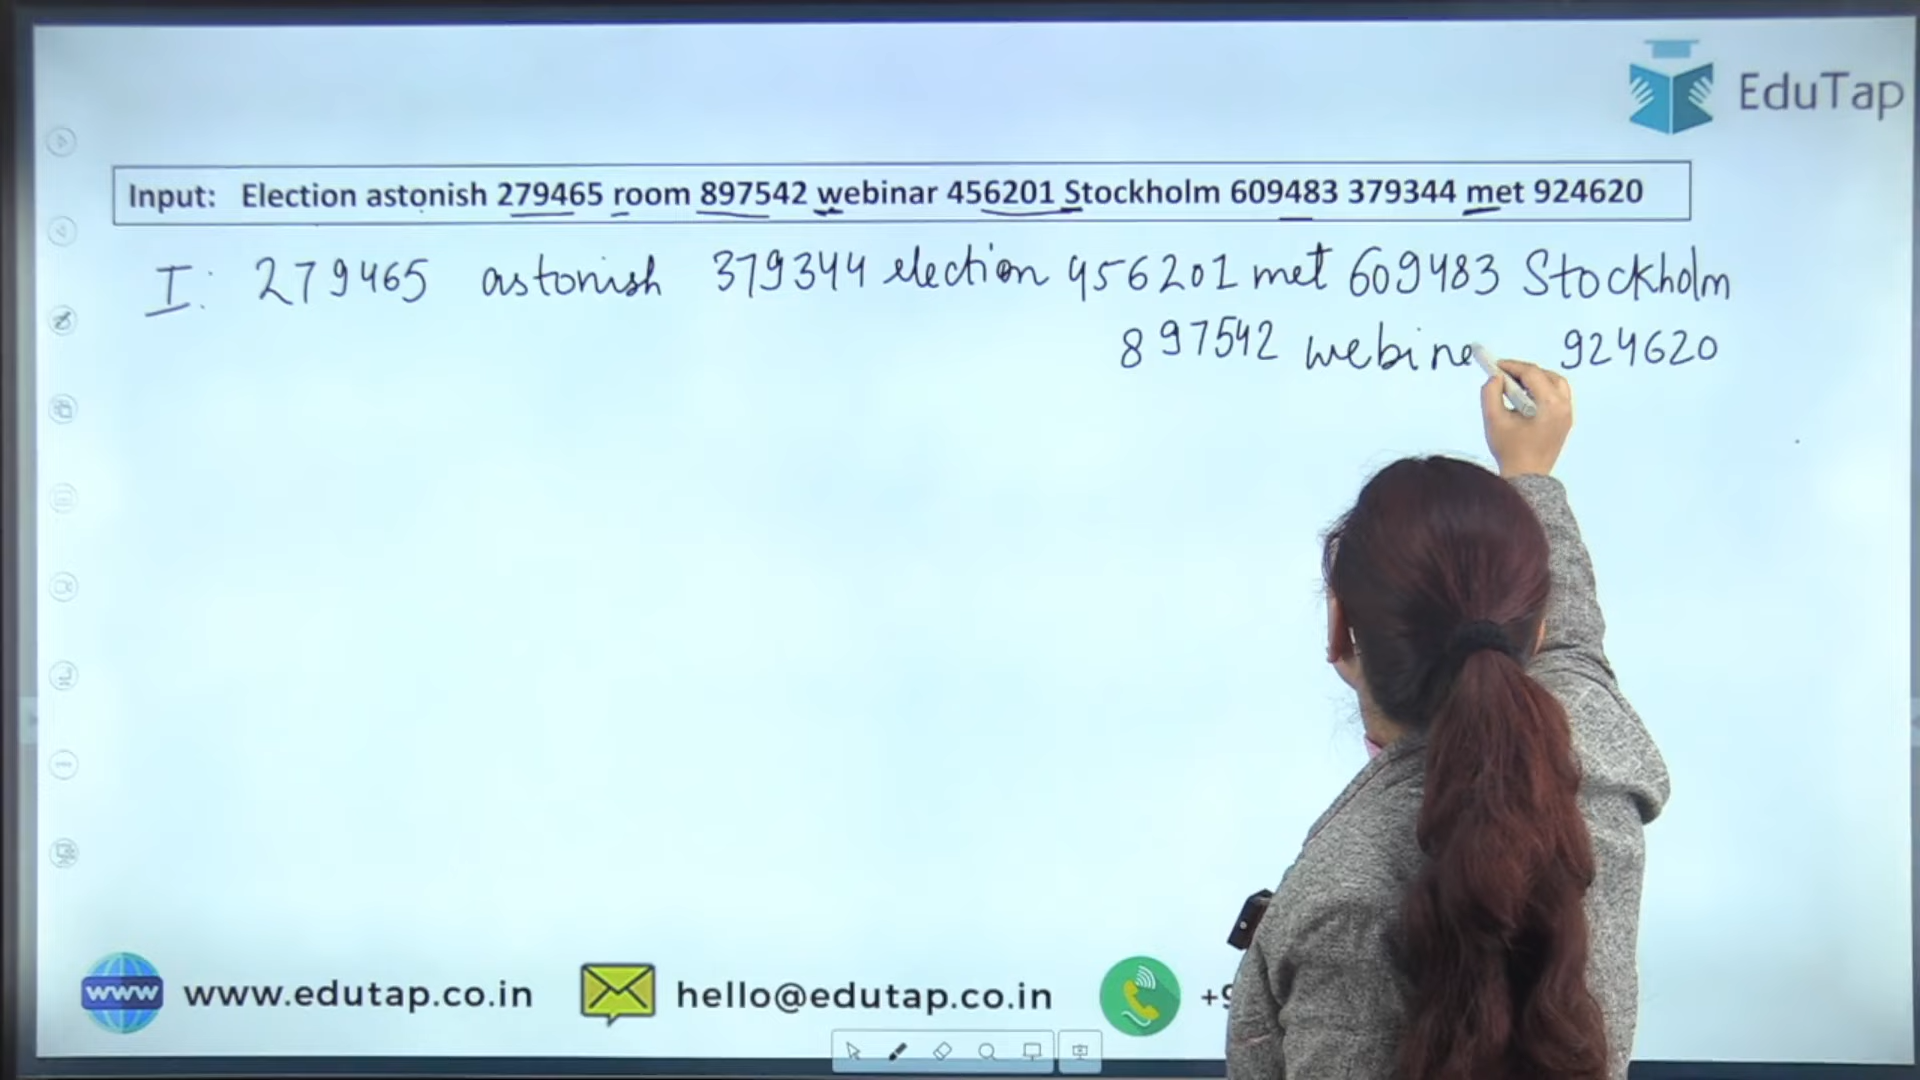 EduTap
Input: Election astonish 279465 room 897542 webinar 456201 Stockholm 609483 379344 met 924620
I: 279465 astonish 379344 election 456201 met 609483 Stockholm
897542 webine 924620
www www.edutap.co.in hello@edutap.co.in